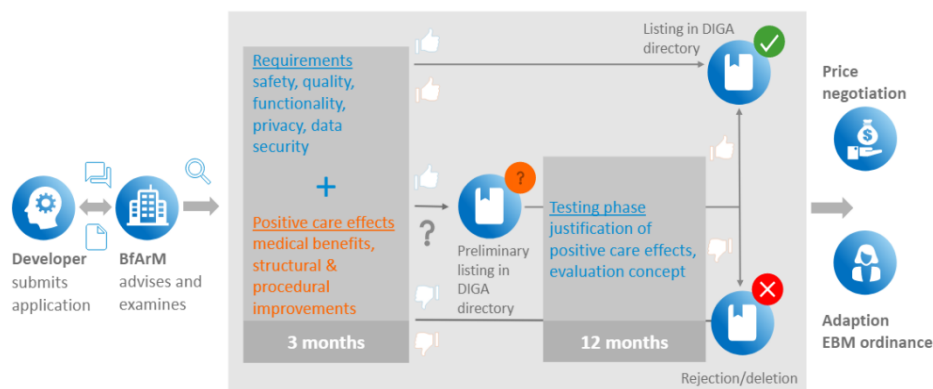 Developer
submits
application
BfArM
advises and
examines
Requirements
safety, quality,
functionality,
privacy, data
security
+
Positive care effects
medical benefits,
structural &
procedural
improvements
3 months
?
?
Preliminary
listing in
DIGA
directory
Testing phase
justification of
positive care effects,
evaluation concept
12 months
Listing in DIGA
directory
Rejection/deletion
Price
negotiation
$
Adaption
EBM ordinance